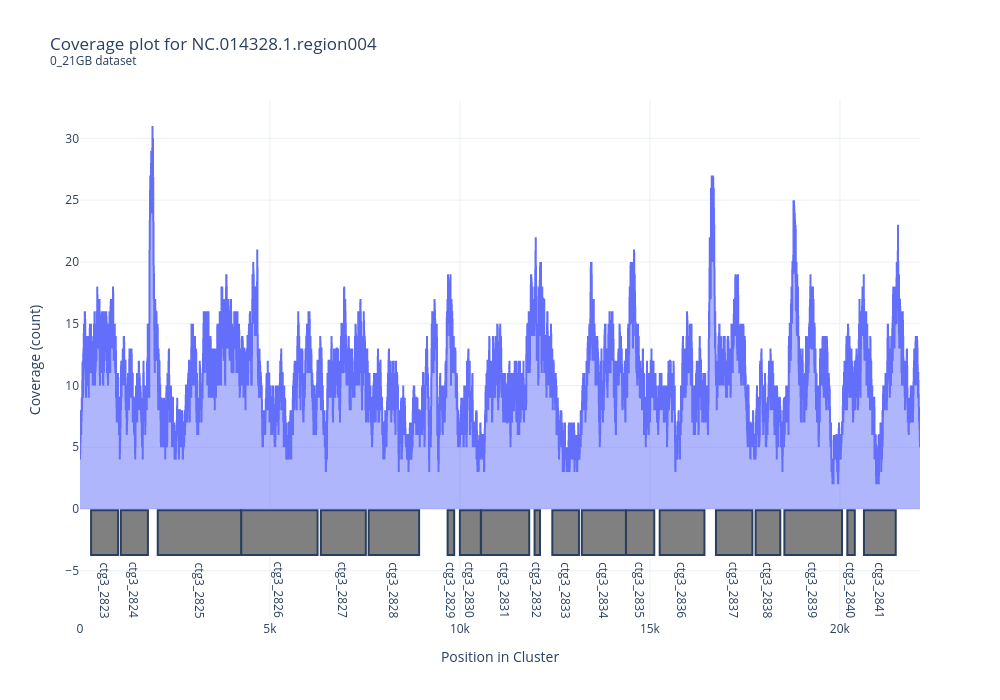 Coverage plot for NC.014328.1.region004
0_21GB dataset
30
25
20
15
10
5
0
−5
Coverage (count)
ctg3_2823
ctg3_2824
ctg3_2825
ctg3_2826
ctg3_2827
ctg3_2828
ctg3_2829
ctg3_2830
ctg3_2831
ctg3_2832
ctg3_2833
ctg3_2834
ctg3_2835
ctg3_2836
ctg3_2837
ctg3_2838
ctg3_2839
ctg3_2840
ctg3_2841
0 5k 10k 15k 20k
Position in Cluster